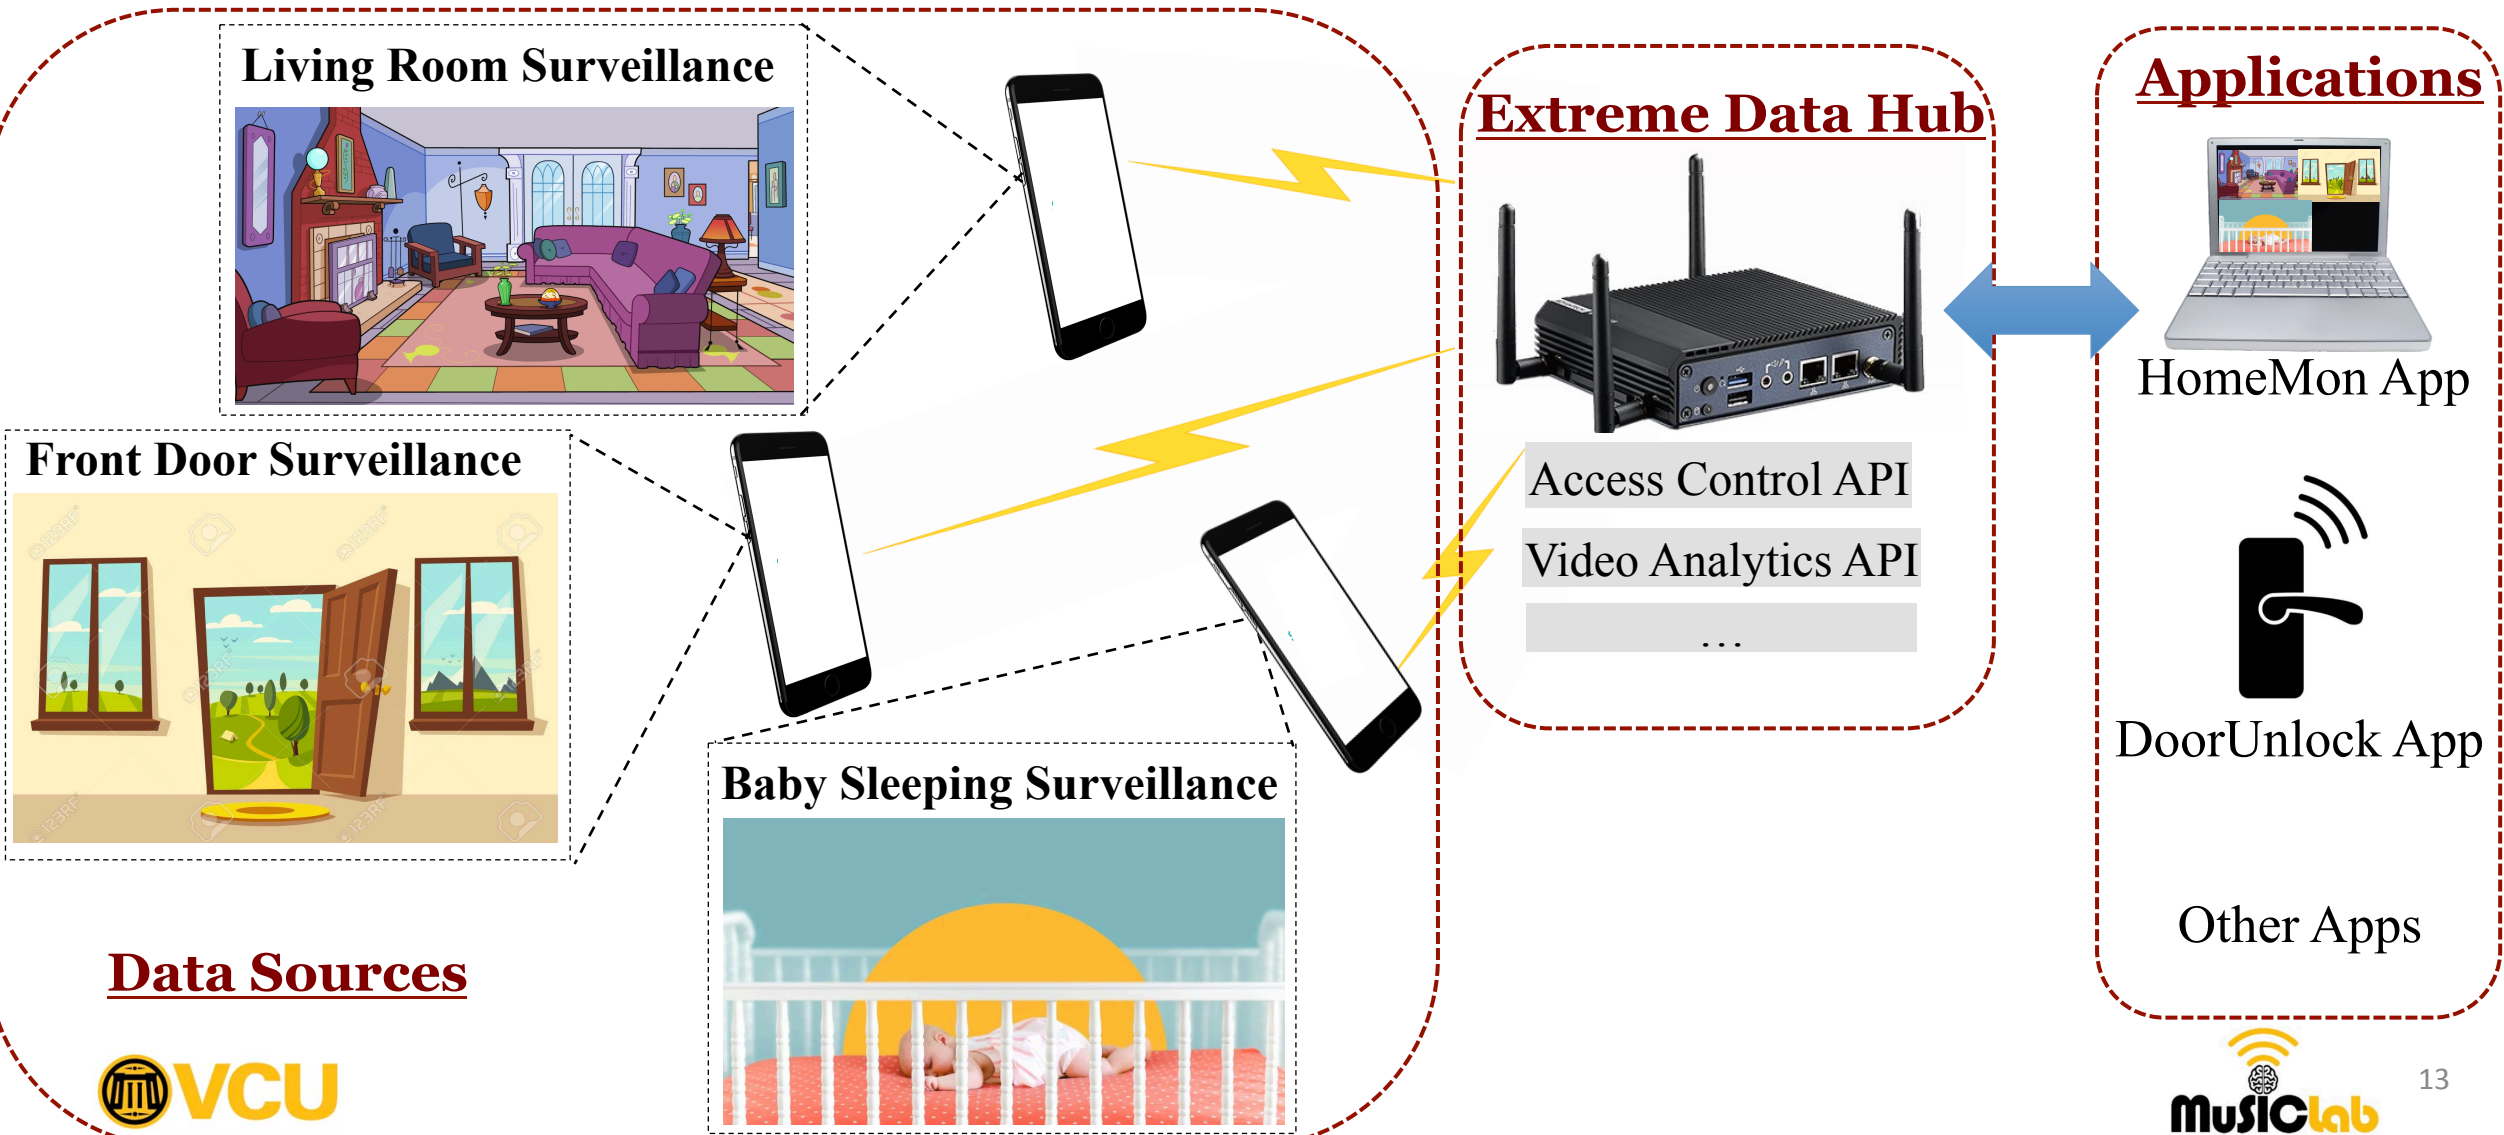 Living Room Surveillance
Extreme Data Hub
Applications
HomeMon App
Front Door Surveillance
Access Control API
Video Analytics API
...
DoorUnlock App
Baby Sleeping Surveillance
Other Apps
Data Sources
VCU
MuSIClab
13